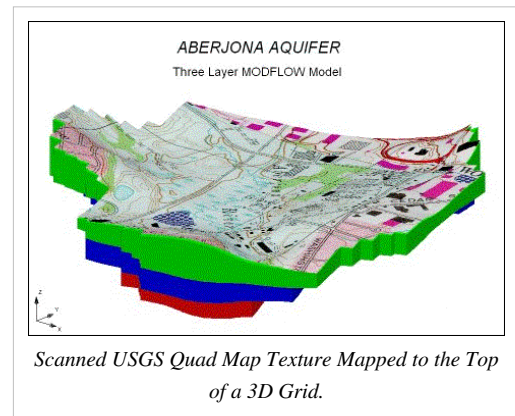 ABERJONA AQUIFER
Three Layer MODFLOW Model
Z
Y
X
Scanned USGS Quad Map Texture Mapped to the Top
of a 3D Grid.